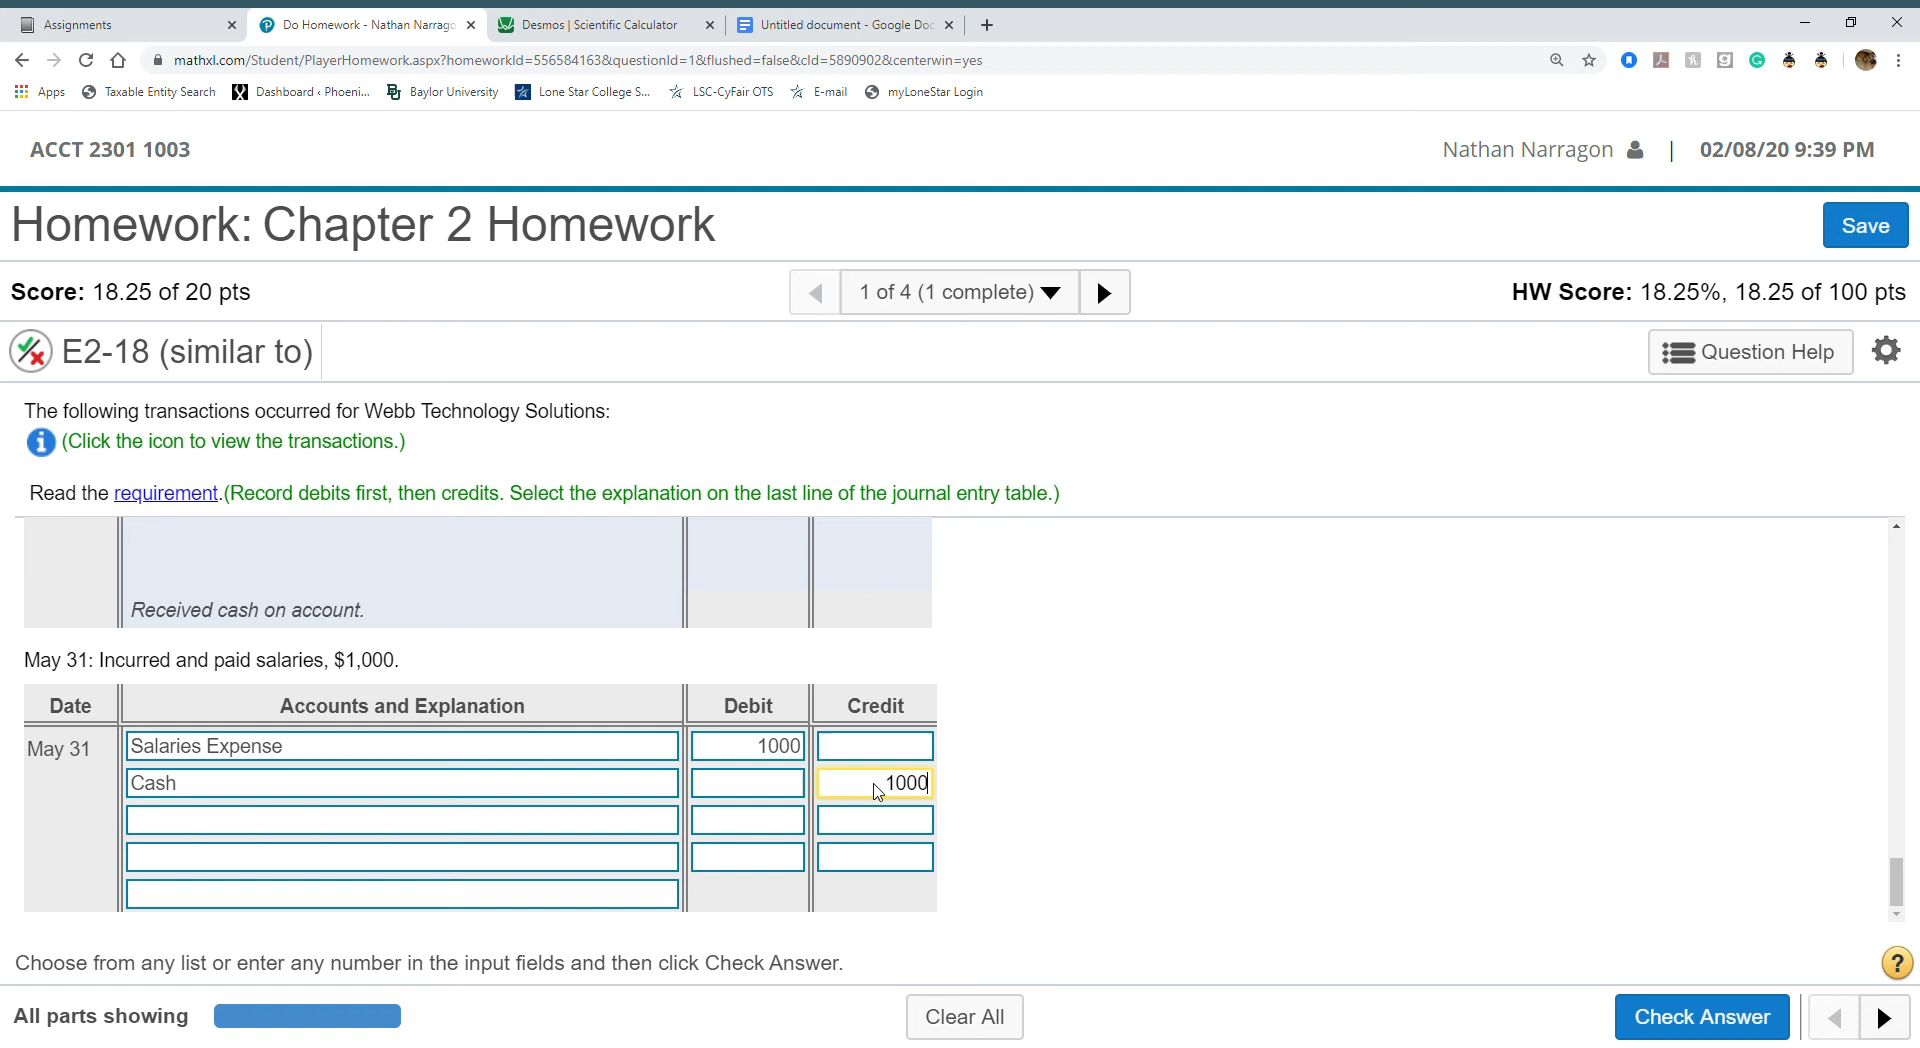 Assignments
Do Homework - Nathan Narrago
Desmos | Scientific Calculator
Untitled document - Google Doc
mathxl.com/Student/PlayerHomework.aspx?homeworkId=556584163&questionId=1&flushed=false&cId=5890902&centerwin=yes
Apps Taxable Entity Search Dashboard ‹ Phoeni... Baylor University Lone Star College S... LSC-CyFair OTS E-mail myLoneStar Login
ACCT 2301 1003
Nathan Narragon | 02/08/20 9:39 PM
Homework: Chapter 2 Homework
Save
Score: 18.25 of 20 pts
1 of 4 (1 complete)
HW Score: 18.25%, 18.25 of 100 pts
E2-18 (similar to)
Question Help
The following transactions occurred for Webb Technology Solutions:
(Click the icon to view the transactions.)
Read the requirement.(Record debits first, then credits. Select the explanation on the last line of the journal entry table.)
Received cash on account.
May 31: Incurred and paid salaries, $1,000.
Date Accounts and Explanation Debit Credit
May 31 Salaries Expense 1000
Cash 1000
Choose from any list or enter any number in the input fields and then click Check Answer.
?
All parts showing
Clear All
Check Answer